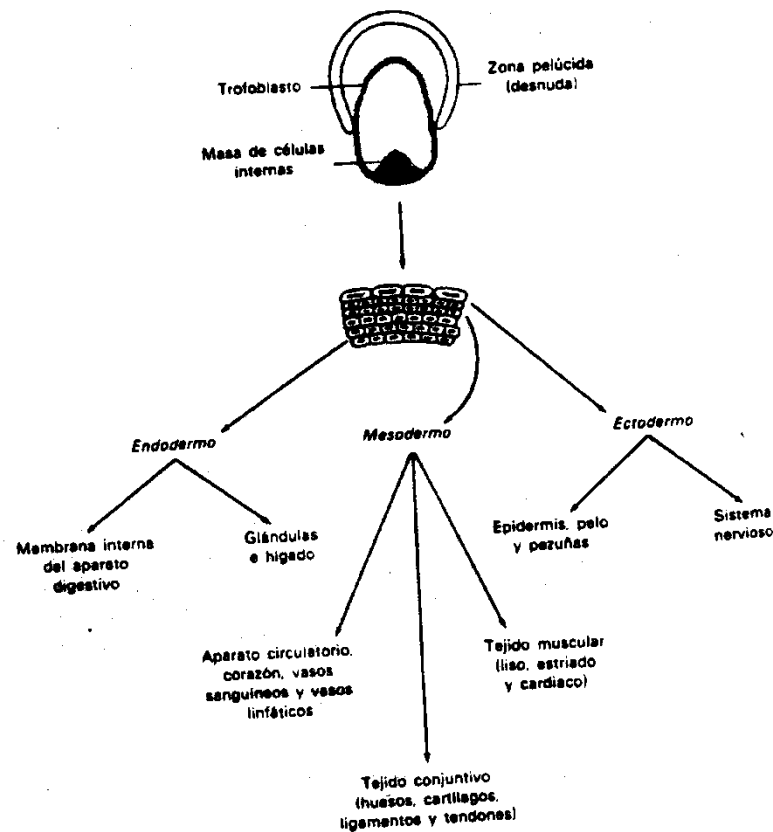 Trofoblasto
Zona pelúcida
(desnuda)
Masa de células
internas
Endodermo
Mesodermo
Ectodermo
Membrana interna
del aparato
digestivo
Glándulas
e hígado
Epidermis, pelo
y pezuñas
Sistema
nervioso
Aparato circulatorio,
corazón, vasos
sanguíneos y vasos
linfáticos
Tejido muscular
(liso, estriado
y cardiaco)
Tejido conjuntivo
(huesos, cartílagos,
ligamentos y tendones)